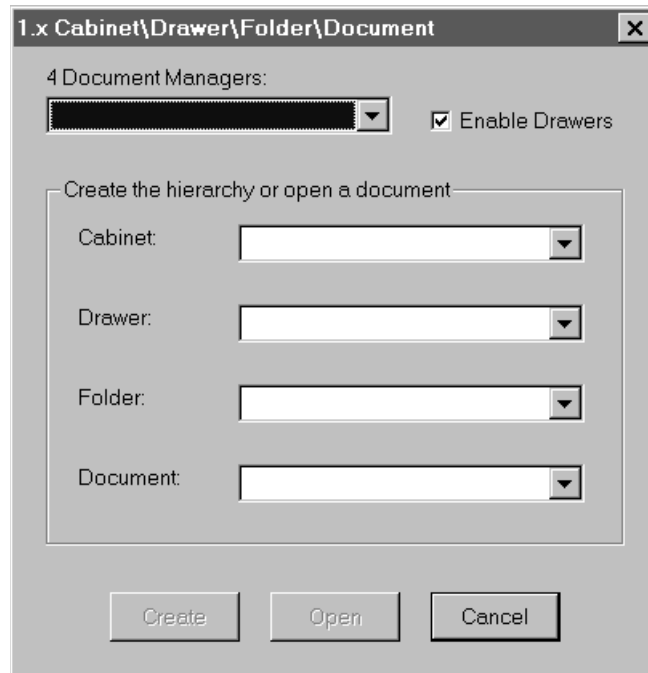 1.x Cabinet\Drawer\Folder\Document
4 Document Managers:
Enable Drawers
Create the hierarchy or open a document
Cabinet:
Drawer:
Folder:
Document:
Create Open Cancel